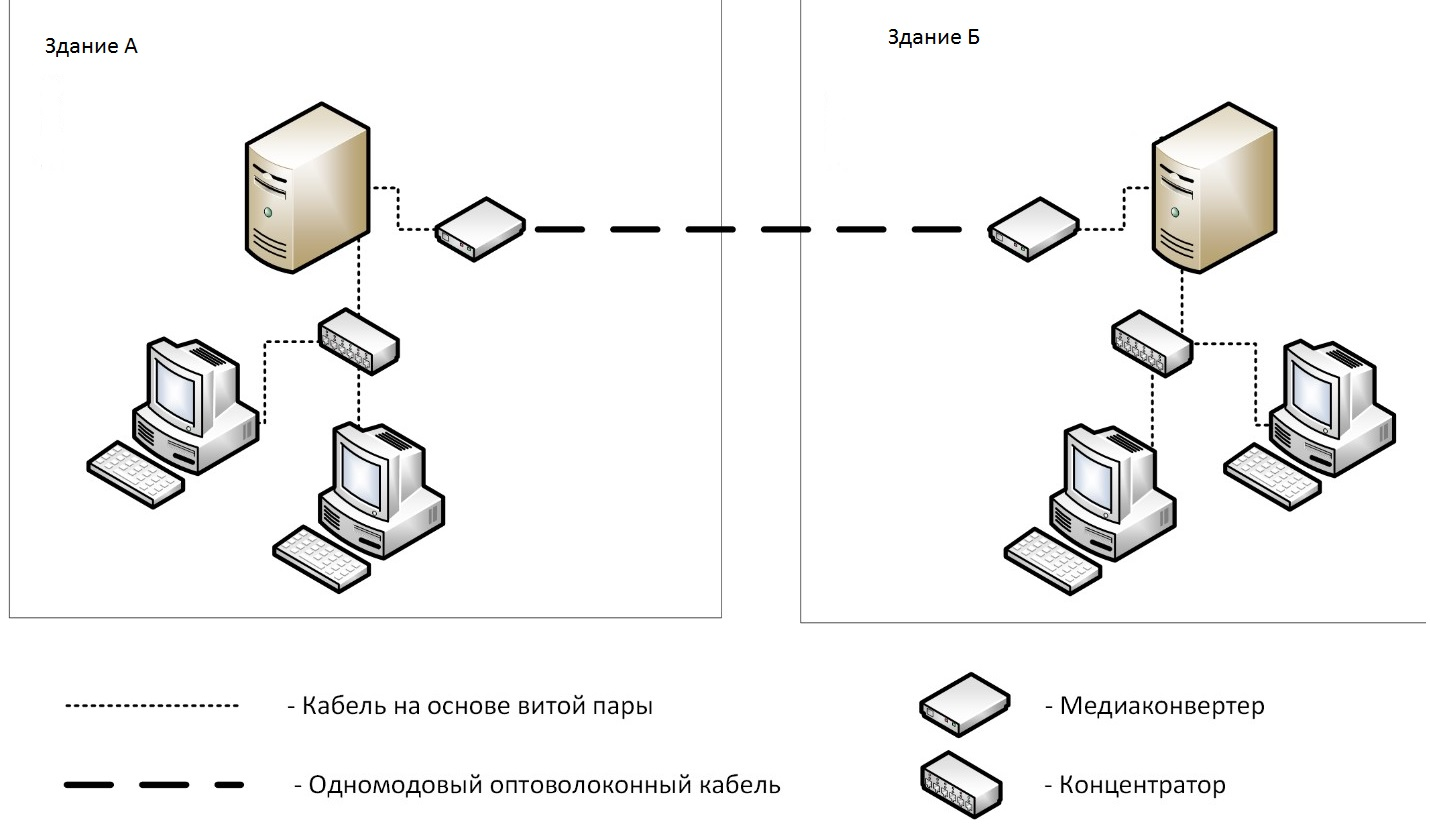 Здание А
Здание Б
- Кабель на основе витой пары
- Медиаконвертер
- Одномодовый оптоволоконный кабель
- Концентратор